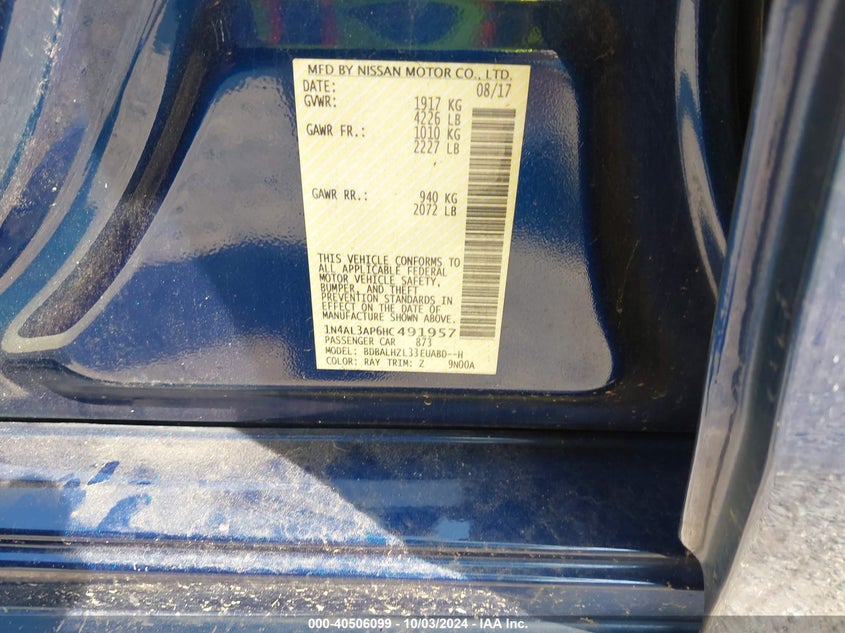 MFD BY NISSAN MOTOR CO., LTD.
DATE: 08/17
GVWR: 1917 KG
4226 LB
GAWR FR.: 1010 KG
2227 LB
GAWR RR.: 940 KG
2072 LB
THIS VEHICLE CONFORMS TO
ALL APPLICABLE FEDERAL
MOTOR VEHICLE SAFETY,
BUMPER, AND THEFT
PREVENTION STANDARDS IN
EFFECT ON THE DATE OF
MANUFACTURE SHOWN ABOVE.
1N4AL3AP6HC491957
PASSENGER CAR 873
MODEL: BDBALHZL33EUABD--H
COLOR: RAY TRIM: Z 9N00A
000-40506099 | 10/03/2024 - IAA Inc.